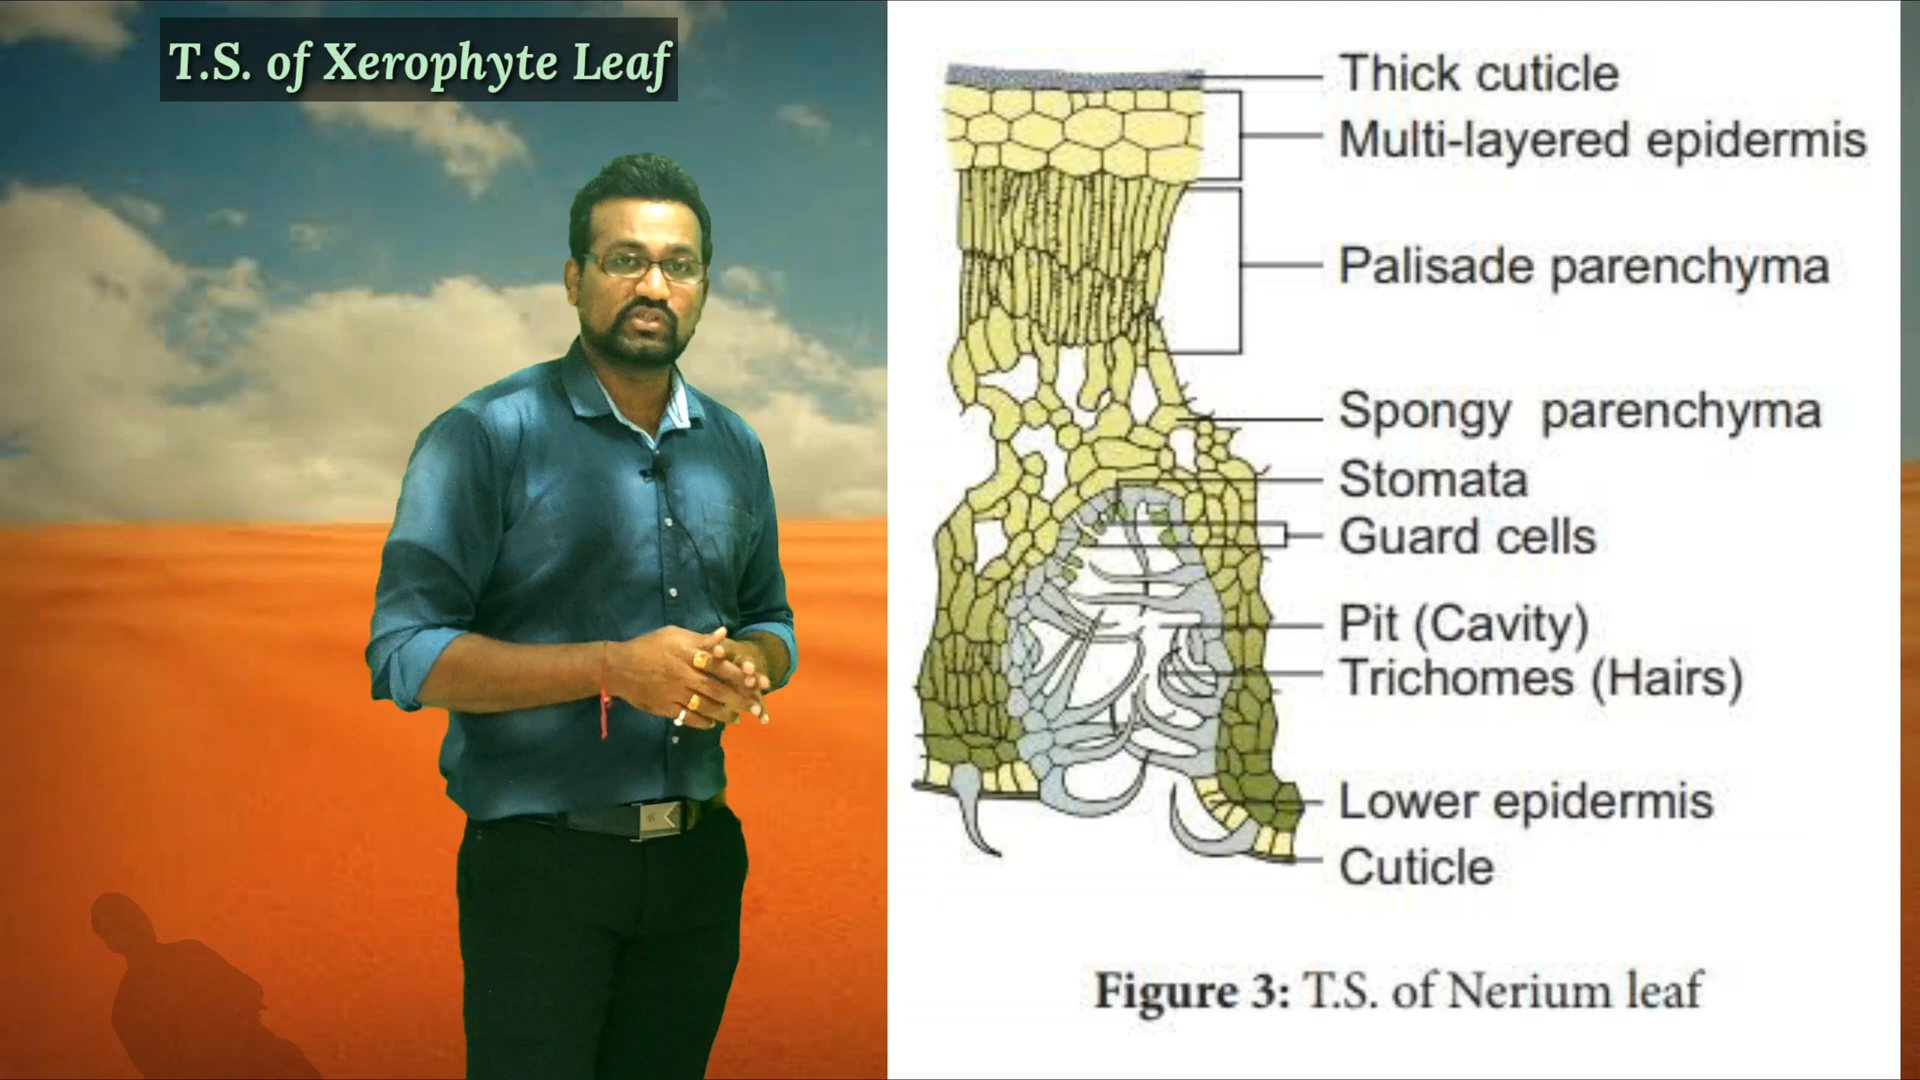 T.S. of Xerophyte Leaf
Thick cuticle
Multi-layered epidermis
Palisade parenchyma
Spongy parenchyma
Stomata
Guard cells
Pit (Cavity)
Trichomes (Hairs)
Lower epidermis
Cuticle
Figure 3: T.S. of Nerium leaf